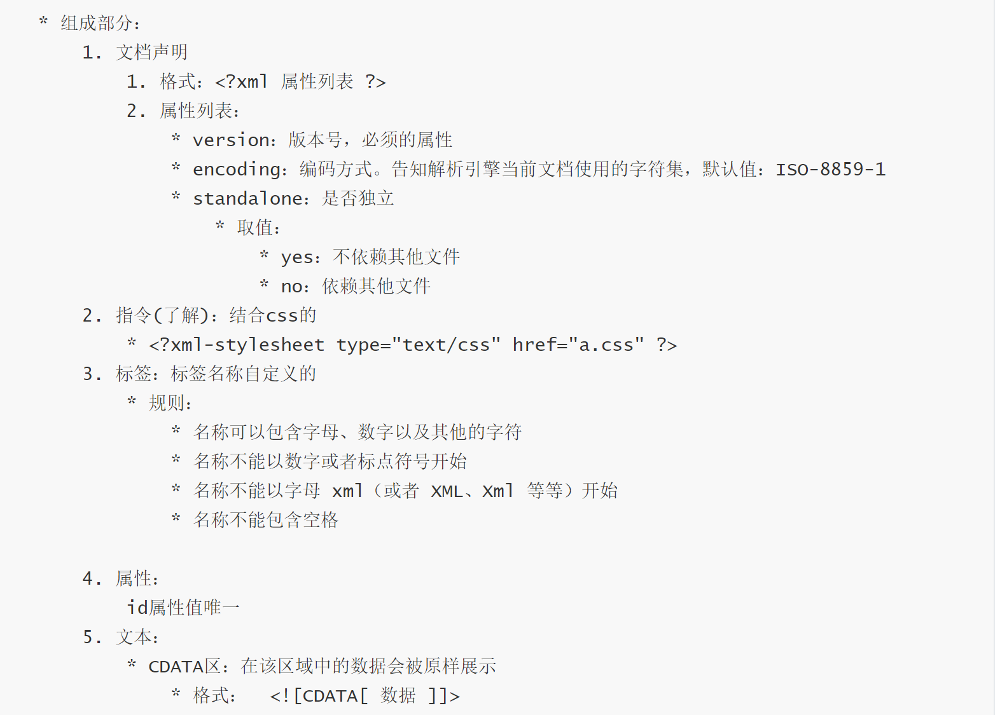 * 组成部分：
1. 文档声明
1. 格式：<?xml 属性列表 ?>
2. 属性列表：
* version：版本号，必须的属性
* encoding：编码方式。告知解析引擎当前文档使用的字符集，默认值：ISO-8859-1
* standalone：是否独立
* 取值：
* yes：不依赖其他文件
* no：依赖其他文件
2. 指令(了解)：结合css的
* <?xml-stylesheet type="text/css" href="a.css" ?>
3. 标签：标签名称自定义的
* 规则：
* 名称可以包含字母、数字以及其他的字符
* 名称不能以数字或者标点符号开始
* 名称不能以字母 xml（或者 XML、Xml 等等）开始
* 名称不能包含空格
4. 属性：
id属性值唯一
5. 文本：
* CDATA区：在该区域中的数据会被原样展示
* 格式：  <![CDATA[ 数据 ]]>